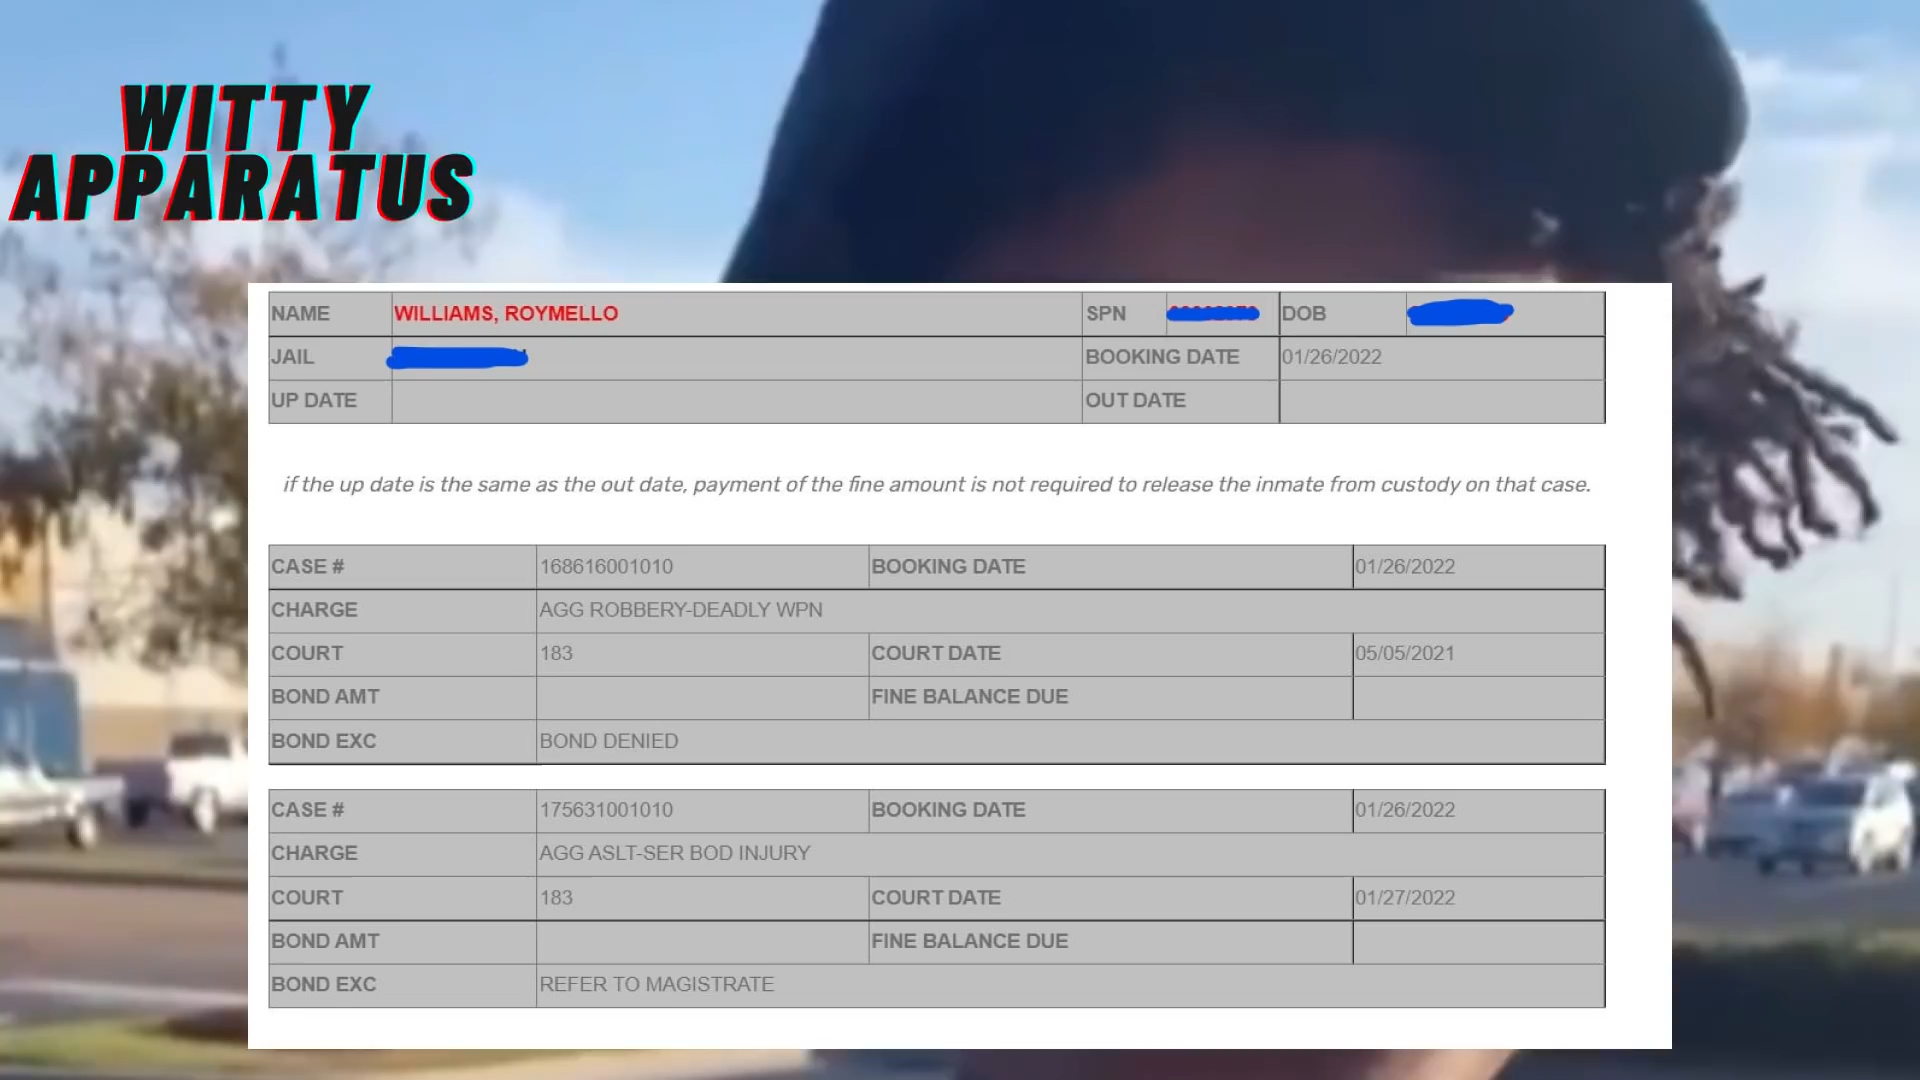 WITTY
APPARATUS
NAME WILLIAMS, ROYMELLO SPN DOB
JAIL BOOKING DATE 01/26/2022
UP DATE OUT DATE
if the up date is the same as the out date, payment of the fine amount is not required to release the inmate from custody on that case.
CASE # 168616001010 BOOKING DATE 01/26/2022
CHARGE AGG ROBBERY-DEADLY WPN
COURT 183 COURT DATE 05/05/2021
BOND AMT FINE BALANCE DUE
BOND EXC BOND DENIED
CASE # 175631001010 BOOKING DATE 01/26/2022
CHARGE AGG ASLT-SER BOD INJURY
COURT 183 COURT DATE 01/27/2022
BOND AMT FINE BALANCE DUE
BOND EXC REFER TO MAGISTRATE